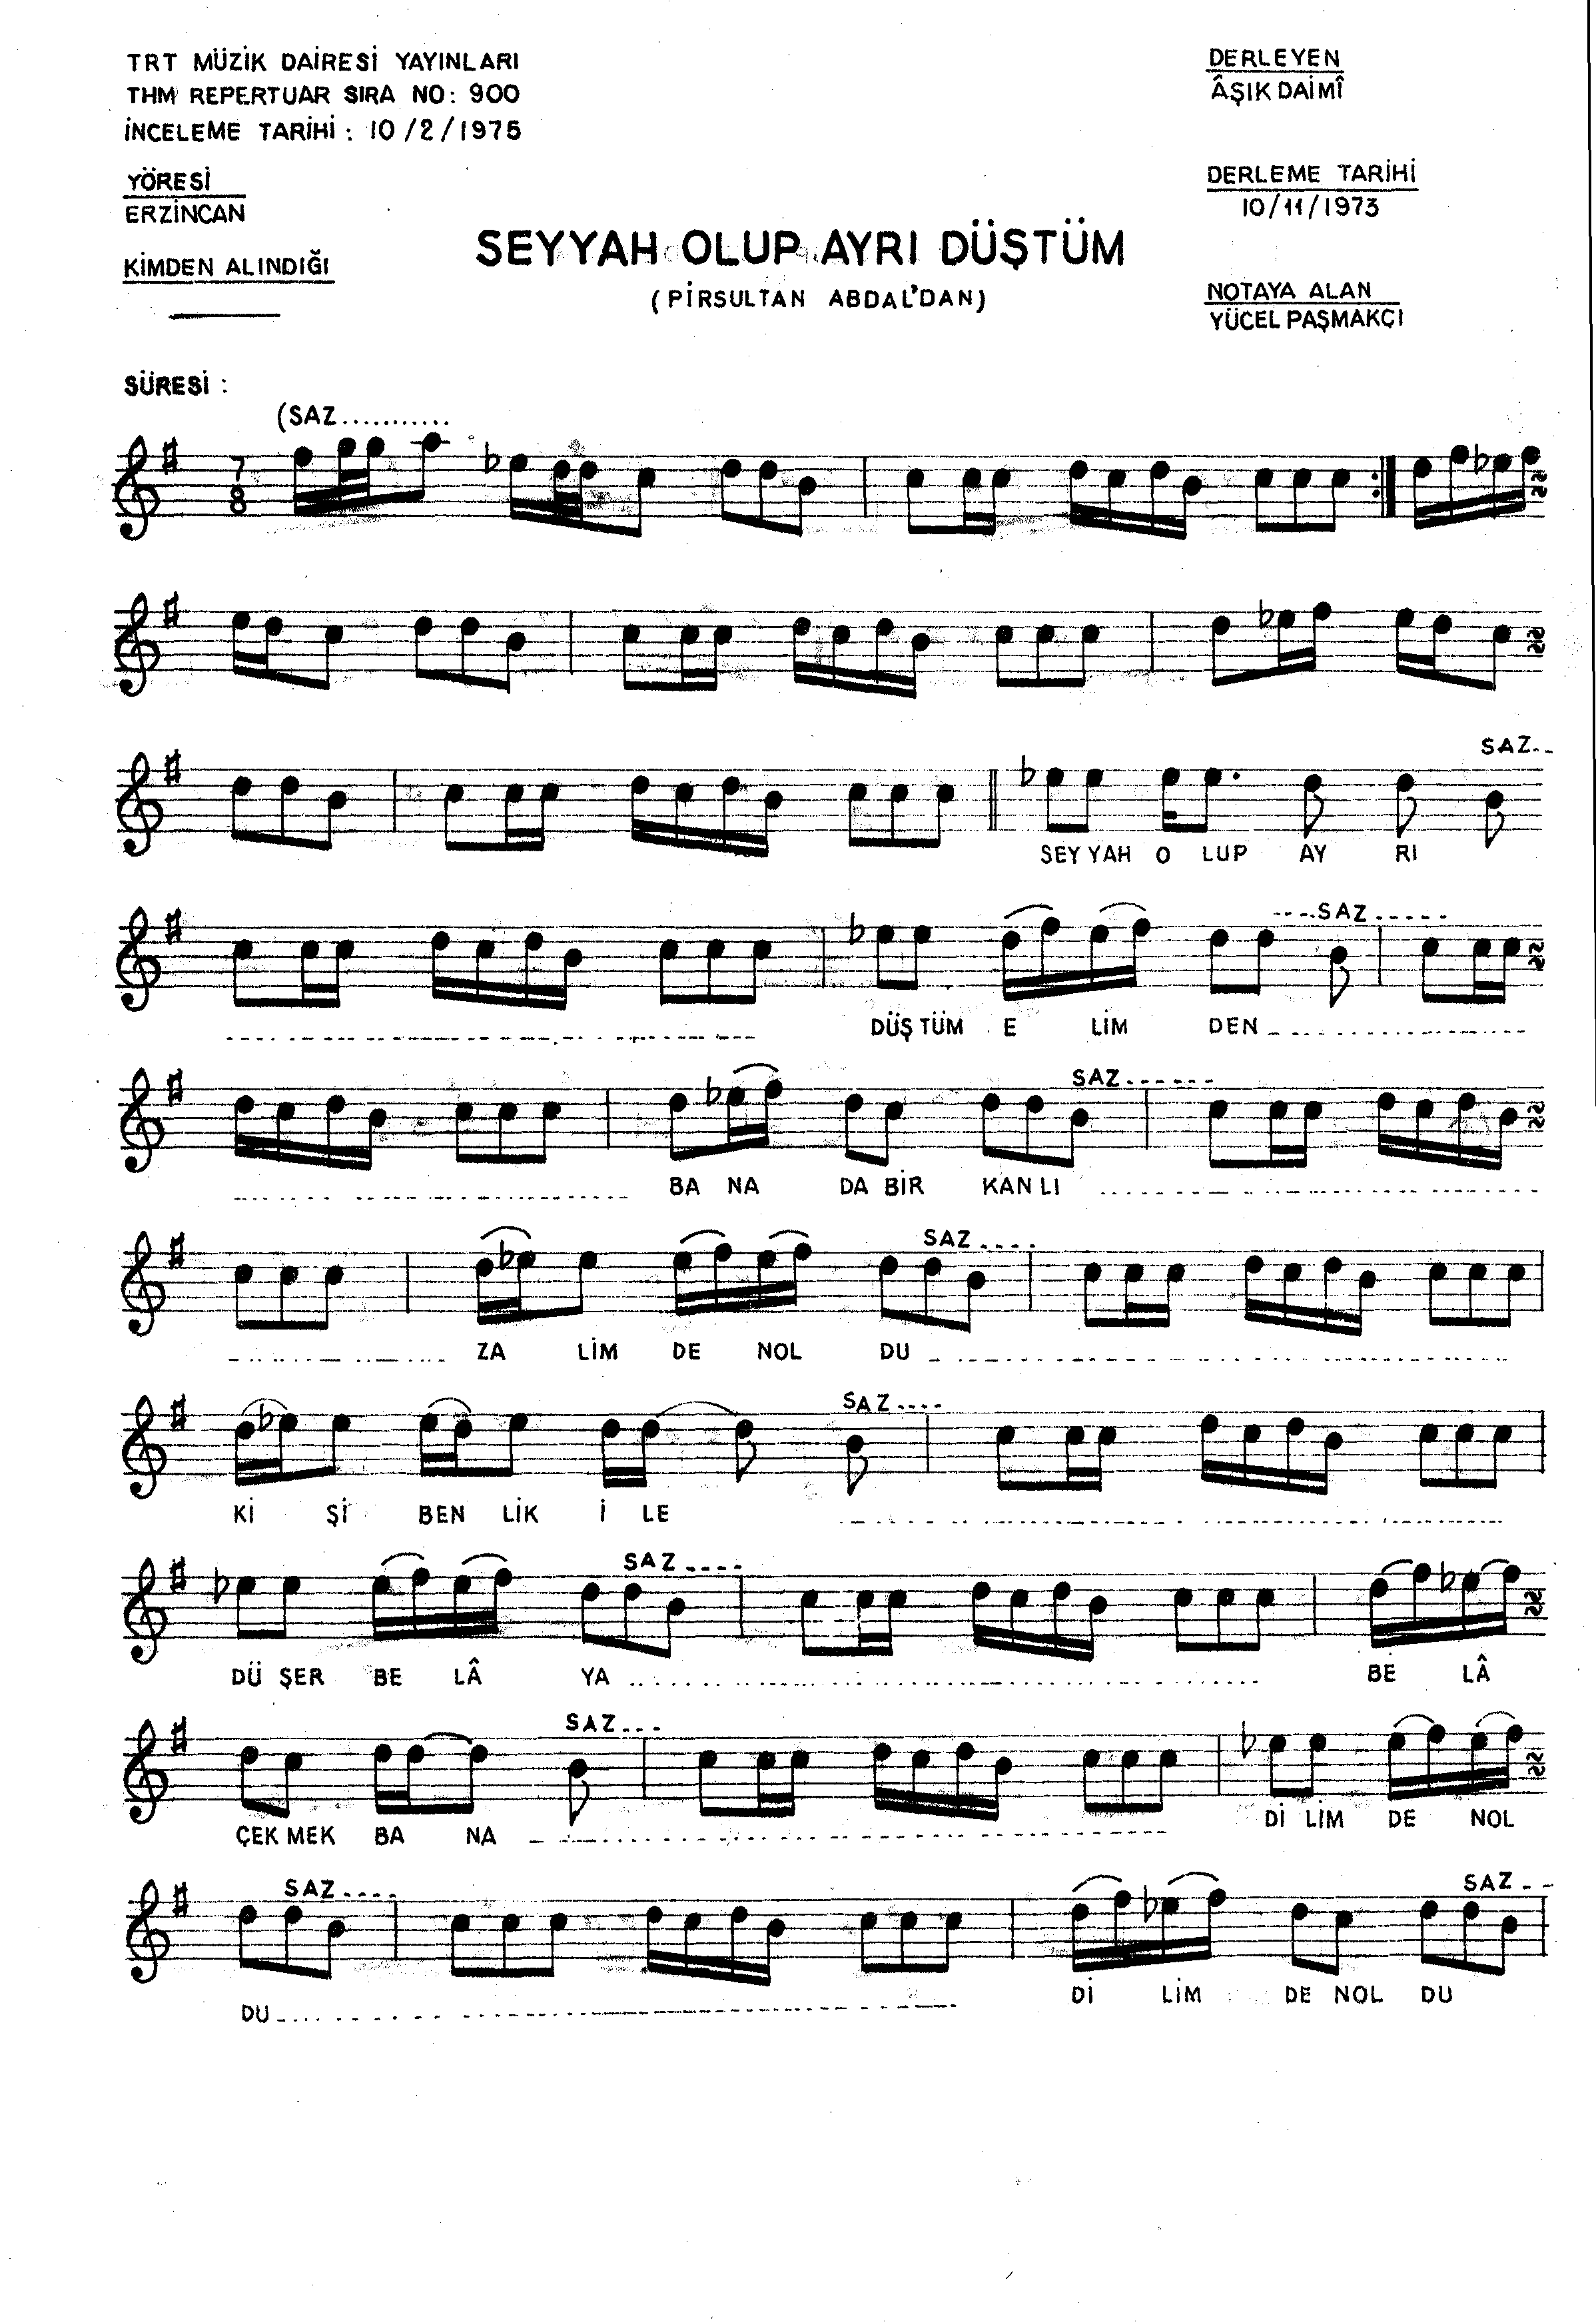 TRT MÜZİK DAİRESİ YAYINLARI
THM REPERTUAR SIRA NO: 900
İNCELEME TARİHİ: 10/2/1975
DERLEYEN
ÂŞIK DAİMÎ
YÖRESİ
ERZİNCAN
DERLEME TARİHİ
10/11/1973
SEYYAH OLUP AYRI DÜŞTÜM
(PİRSULTAN ABDAL'DAN)
KİMDEN ALINDIĞI
NOTAYA ALAN
YÜCEL PAŞMAKÇI
SÜRESİ :
(SAZ...........
7
8
SAZ..
SEY YAH O LUP AY RI
....SAZ.....
DÜŞ TÜM E LİM DEN
SAZ......
BA NA DA BİR KAN LI
SAZ....
ZA LİM DE NOL DU
SAZ....
Kİ Şİ BEN LİK İ LE
SAZ....
DÜ ŞER BE LÂ YA BE LÂ
SAZ...
ÇEK MEK BA NA Dİ LİM DE NOL
SAZ.... SAZ..
DU Dİ LİM DE NOL DU